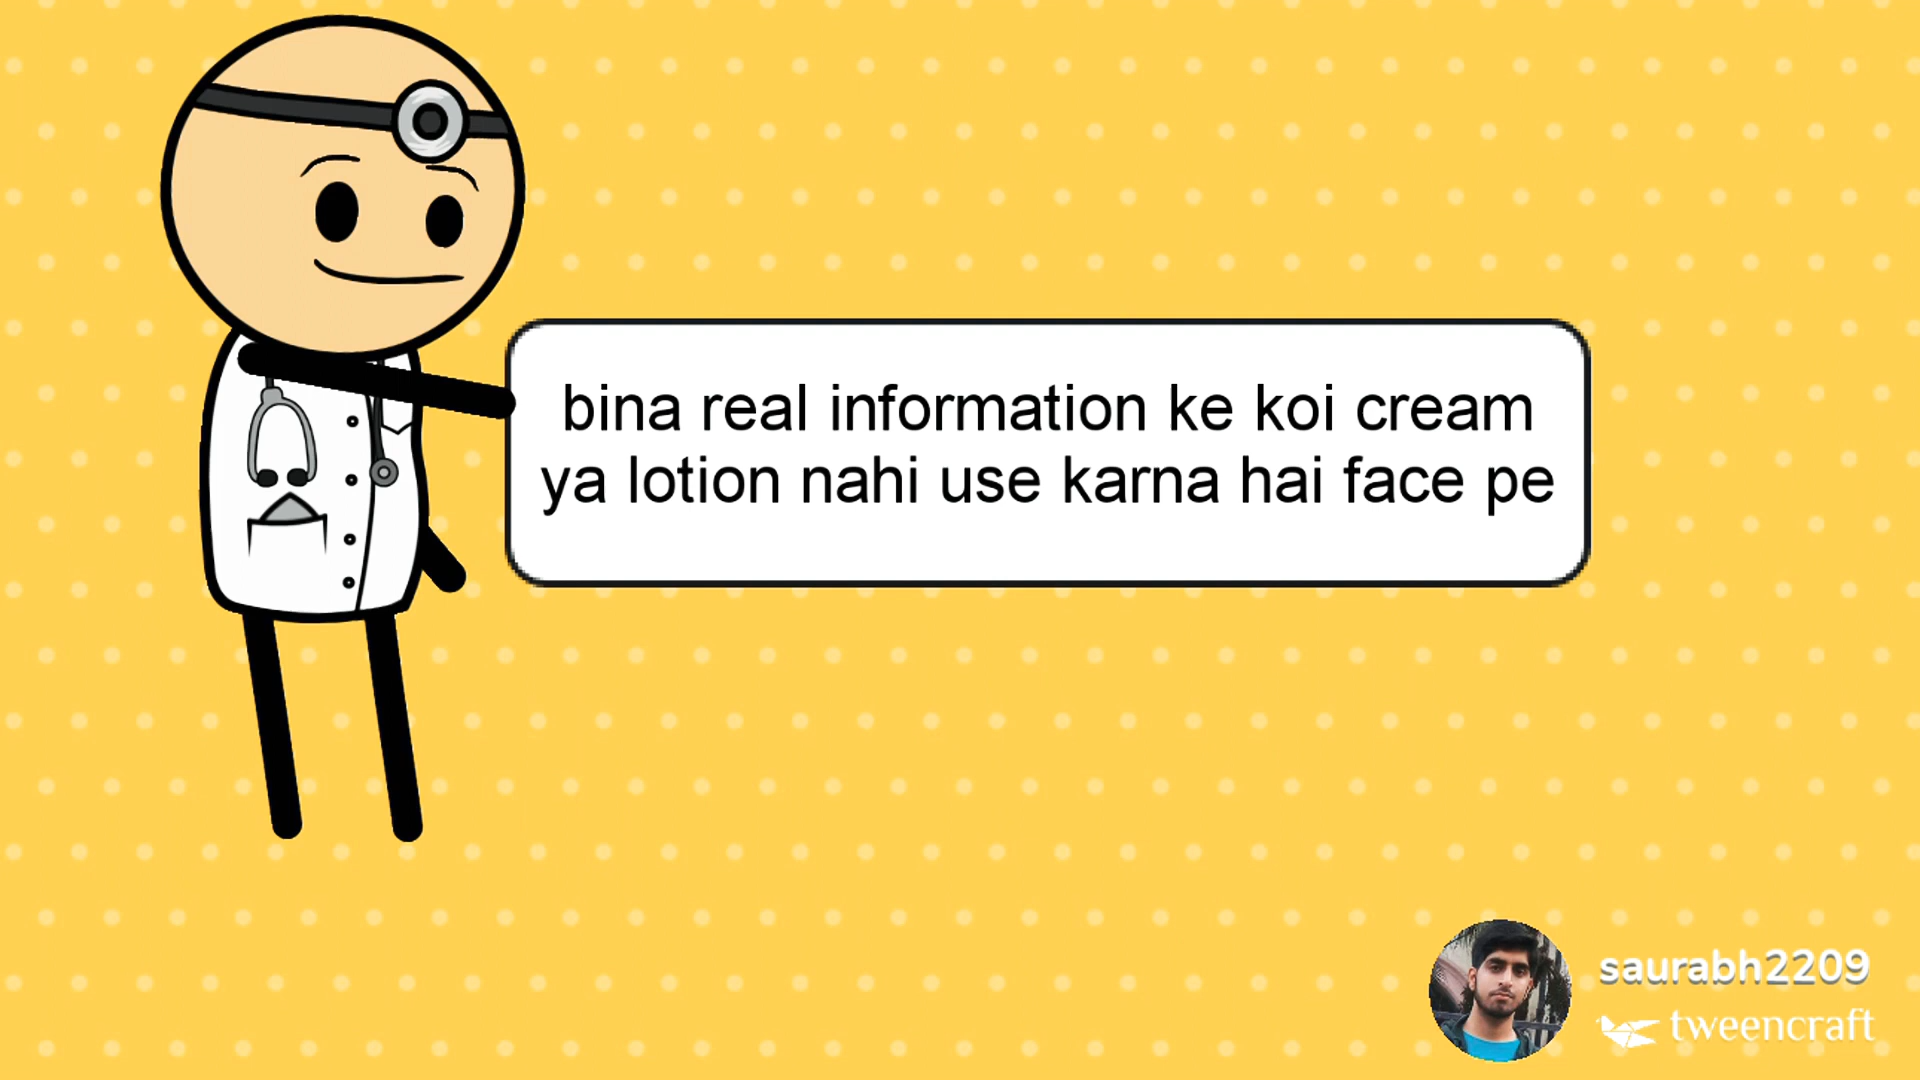 bina real information ke koi cream
ya lotion nahi use karna hai face pe
saurabh2209
tweencraft